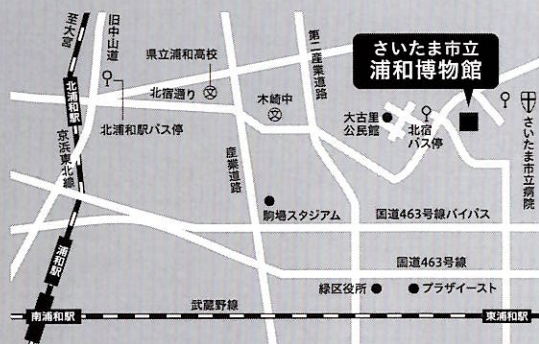 至大宮
旧中山道
県立浦和高校
第二産業道路
さいたま市立
浦和博物館
北浦和駅
北宿通り
木崎中
北浦和駅バス停
大古里
公民館
北宿
バス停
さいたま市立病院
京浜東北線
産業道路
駒場スタジアム
国道463号線バイパス
浦和駅
国道463号線
緑区役所
プラザイースト
武蔵野線
南浦和駅
東浦和駅